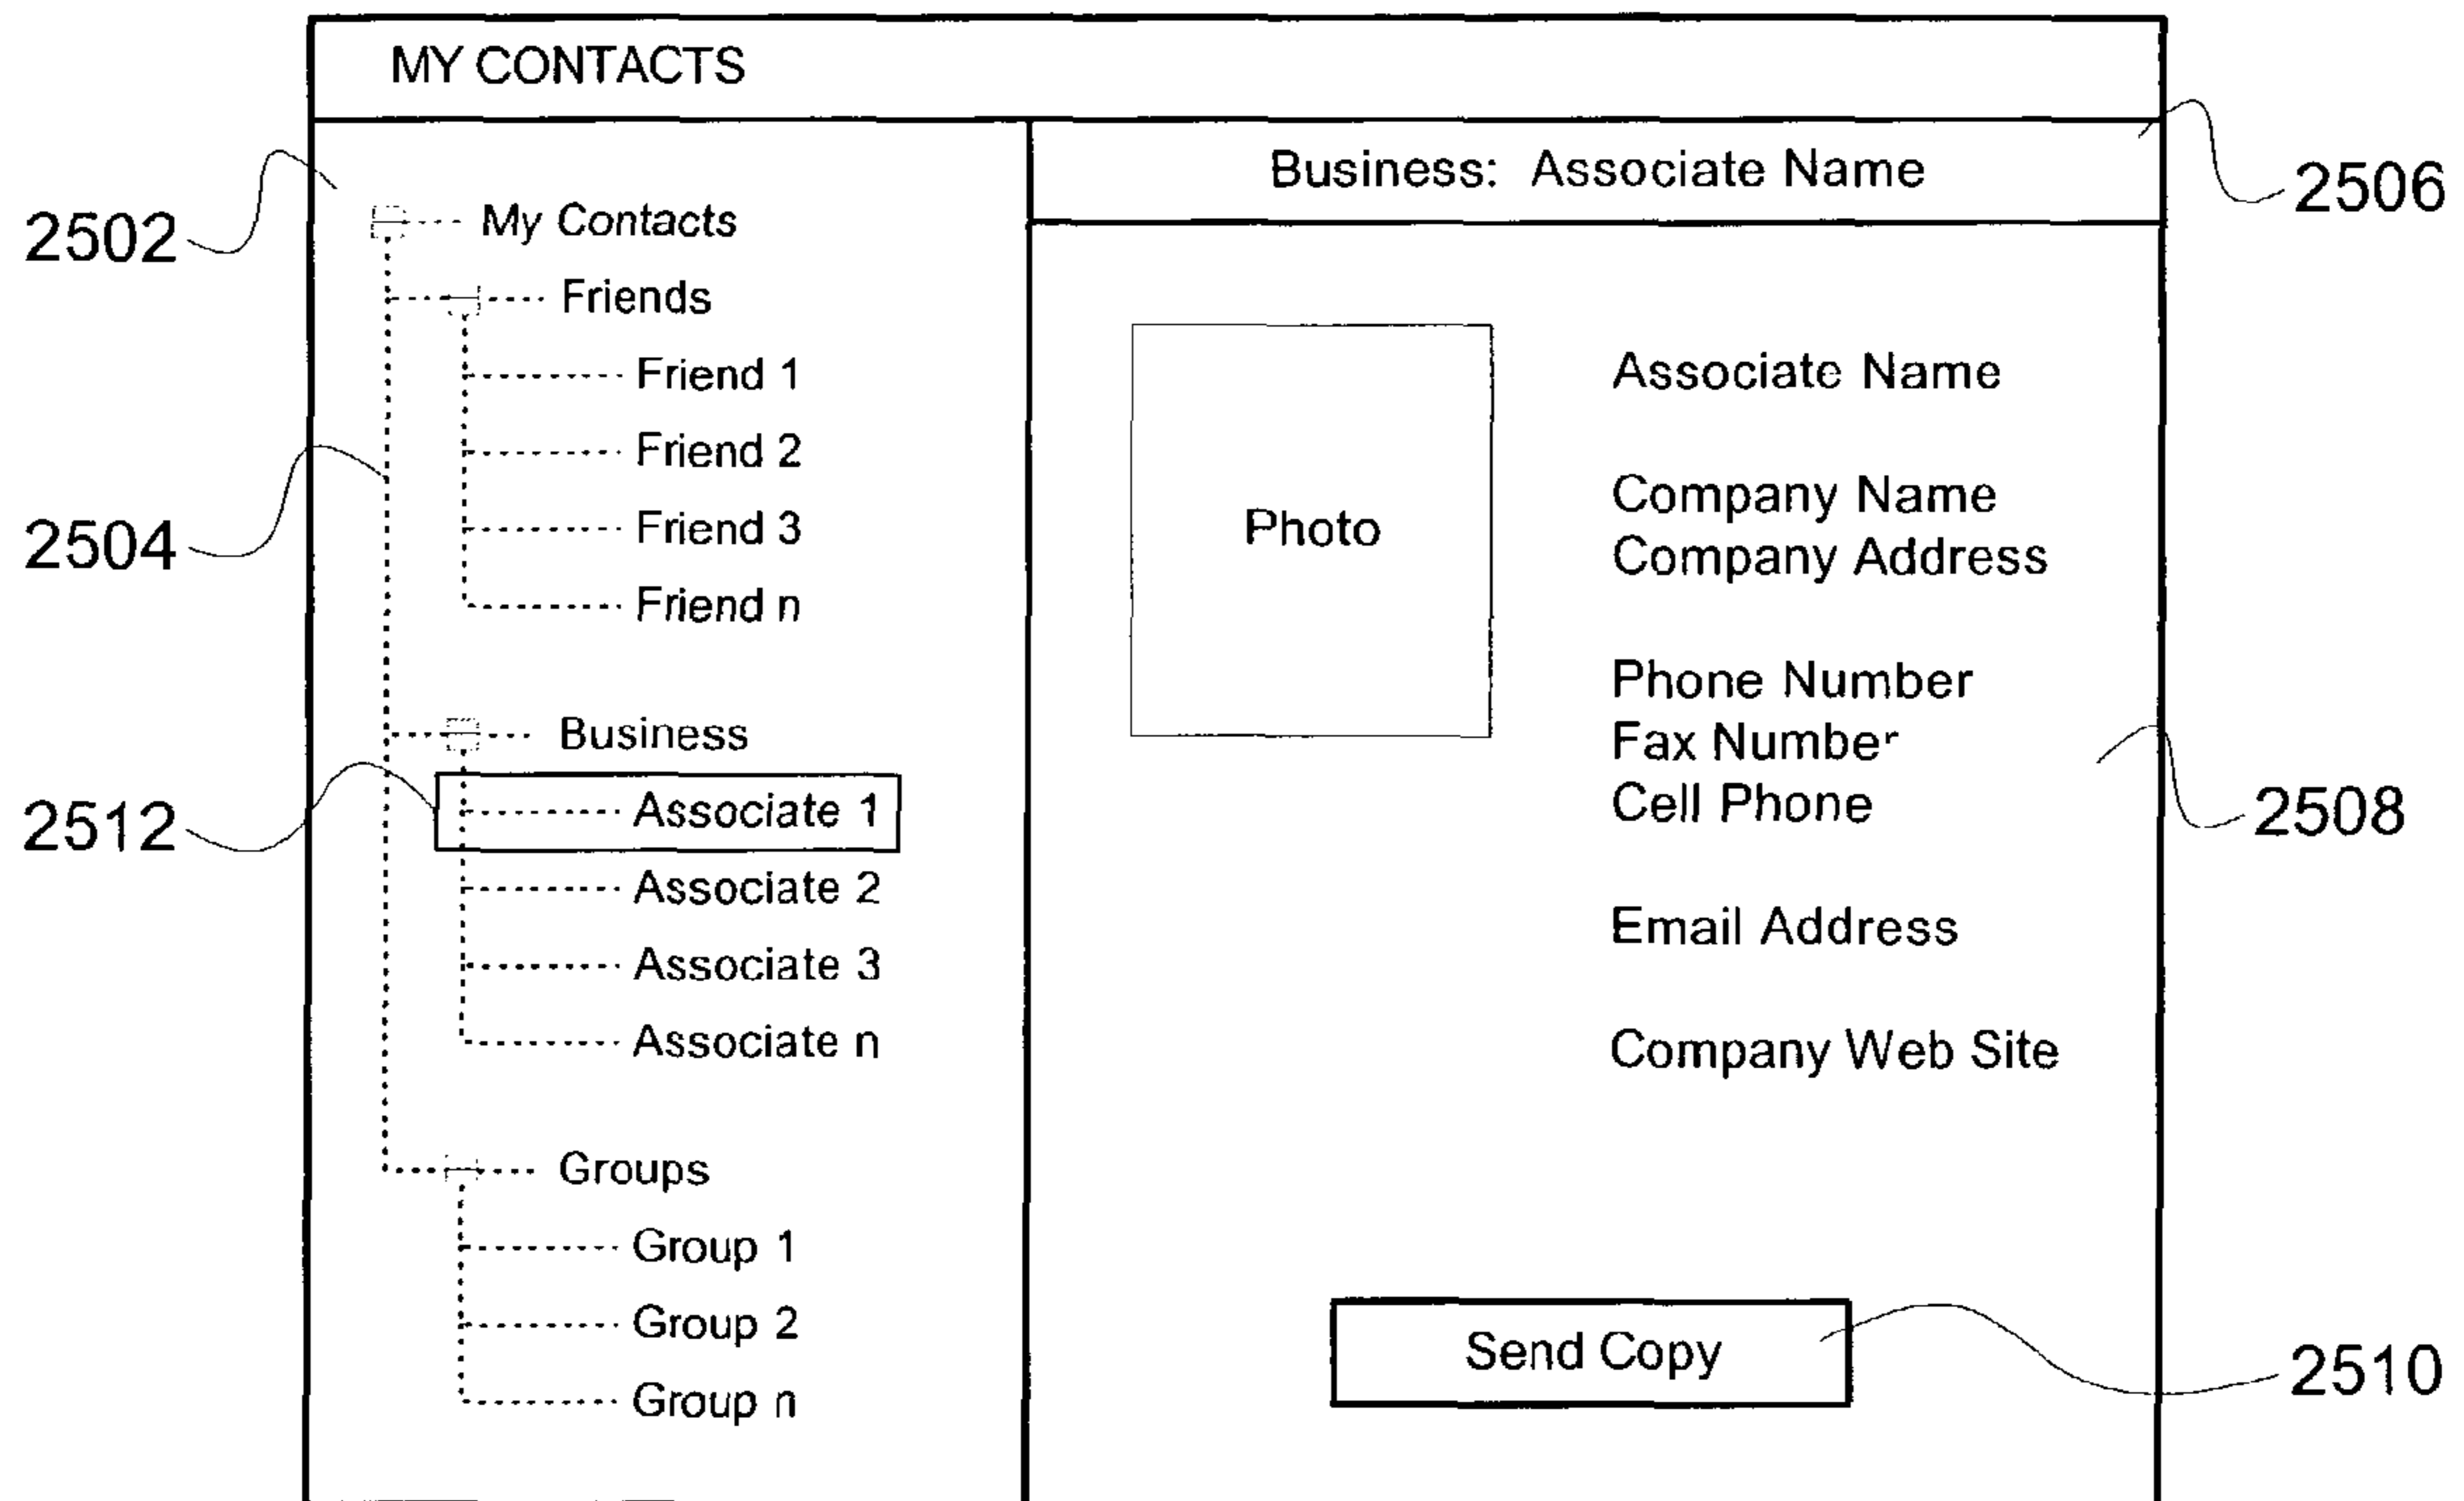 MY CONTACTS
Business: Associate Name
2506
2502
My Contacts
Friends
Friend 1
Friend 2
Friend 3
Friend n
2504
Business
2512
Associate 1
Associate 2
Associate 3
Associate n
Groups
Group 1
Group 2
Group n
Photo
Associate Name
Company Name
Company Address
Phone Number
Fax Number
Cell Phone
2508
Email Address
Company Web Site
Send Copy
2510